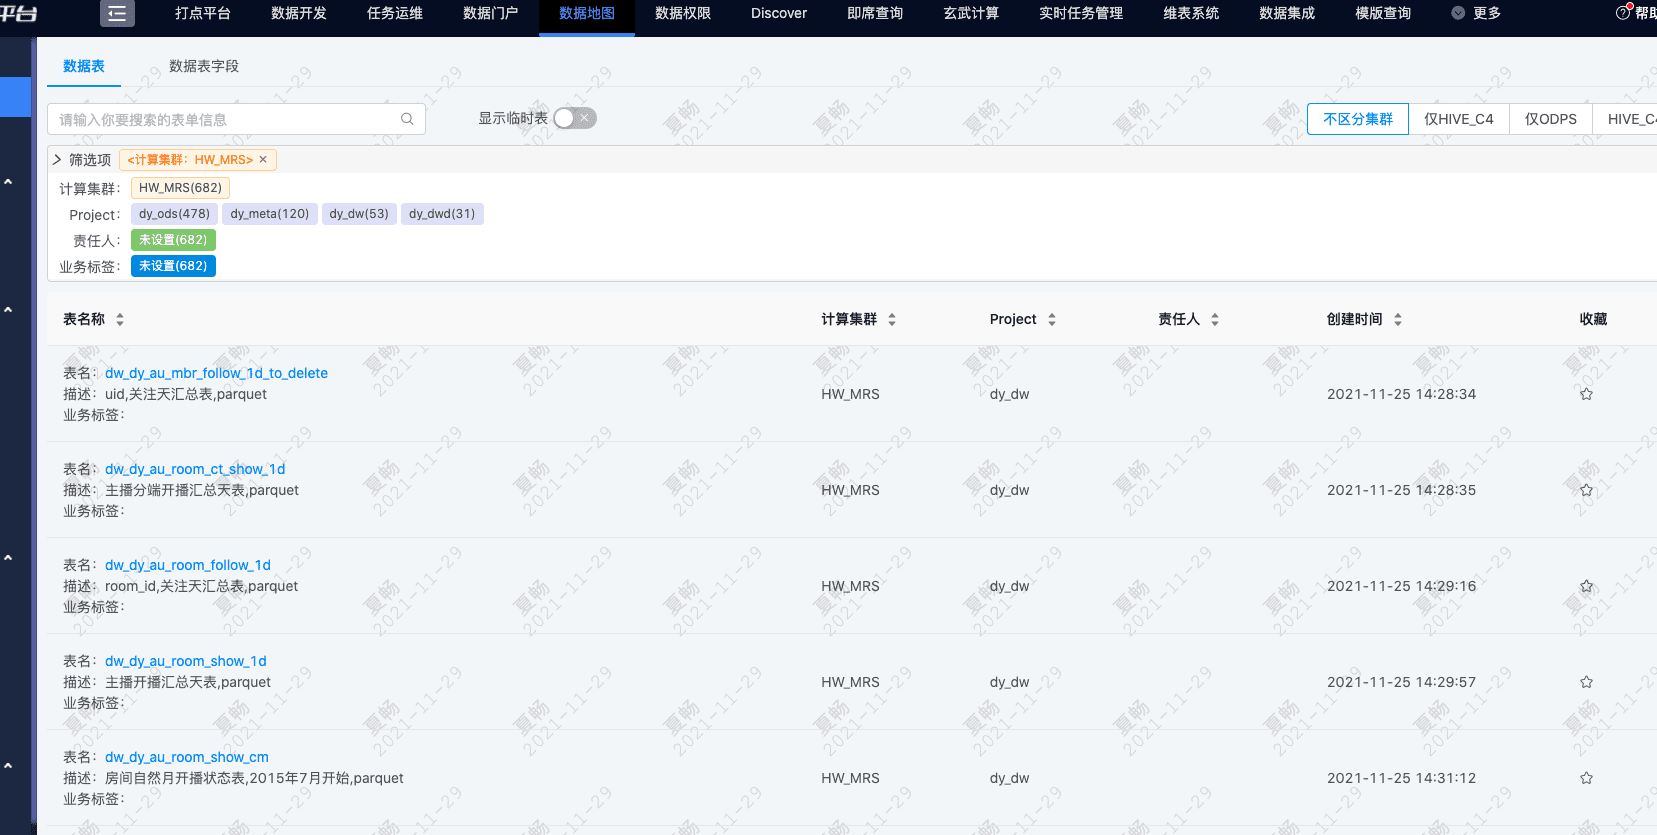 平台 打点平台 数据开发 任务运维 数据门户 数据地图 数据权限 Discover 即席查询 玄武计算 实时任务管理 维表系统 数据集成 模版查询 更多 帮助
数据表 数据表字段
请输入你要搜索的表单信息 显示临时表 不区分集群 仅HIVE_C4 仅ODPS HIVE_C4
筛选项 <计算集群：HW_MRS> ×
计算集群： HW_MRS(682)
Project： dy_ods(478) dy_meta(120) dy_dw(53) dy_dwd(31)
责任人： 未设置(682)
业务标签： 未设置(682)
表名称 计算集群 Project 责任人 创建时间 收藏
表名：dw_dy_au_mbr_follow_1d_to_delete
描述：uid,关注天汇总表,parquet HW_MRS dy_dw 2021-11-25 14:28:34
业务标签：
表名：dw_dy_au_room_ct_show_1d
描述：主播分端开播汇总天表,parquet HW_MRS dy_dw 2021-11-25 14:28:35
业务标签：
表名：dw_dy_au_room_follow_1d
描述：room_id,关注天汇总表,parquet HW_MRS dy_dw 2021-11-25 14:29:16
业务标签：
表名：dw_dy_au_room_show_1d
描述：主播开播汇总天表,parquet HW_MRS dy_dw 2021-11-25 14:29:57
业务标签：
表名：dw_dy_au_room_show_cm
描述：房间自然月开播状态表,2015年7月开始,parquet HW_MRS dy_dw 2021-11-25 14:31:12
业务标签：
夏畅
2021-11-29